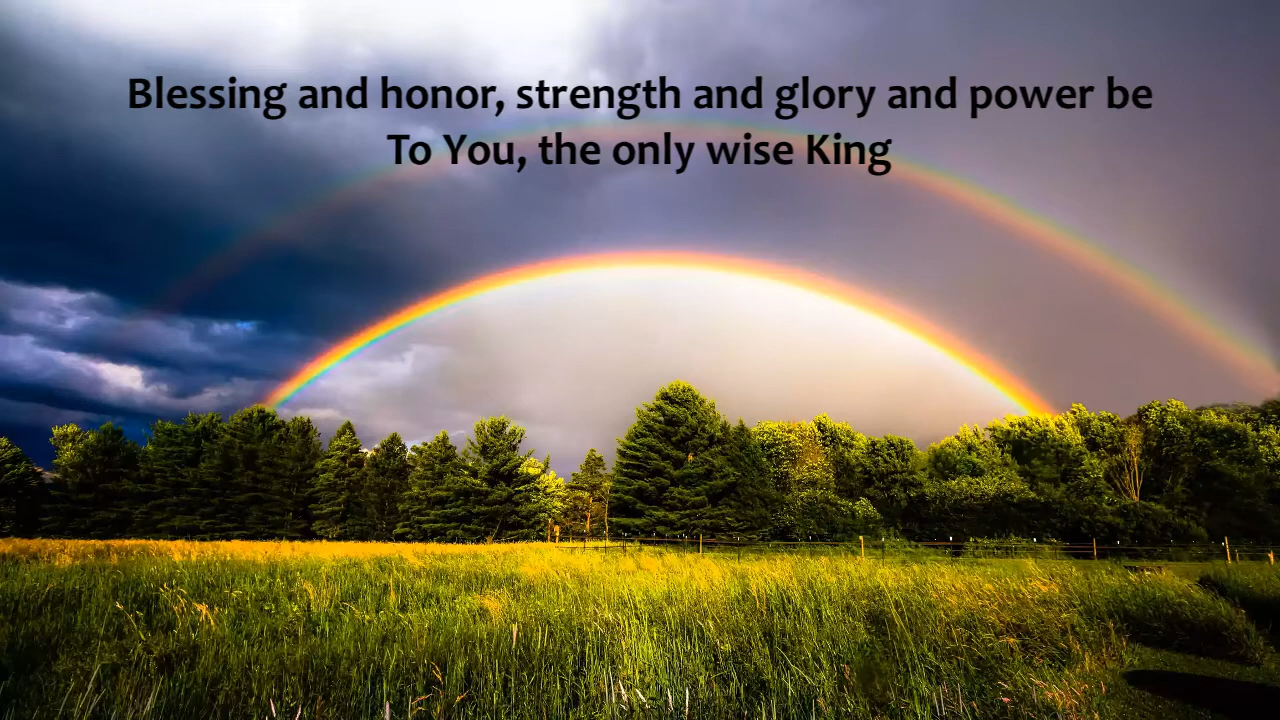 Blessing and honor, strength and glory and power be
To You, the only wise King